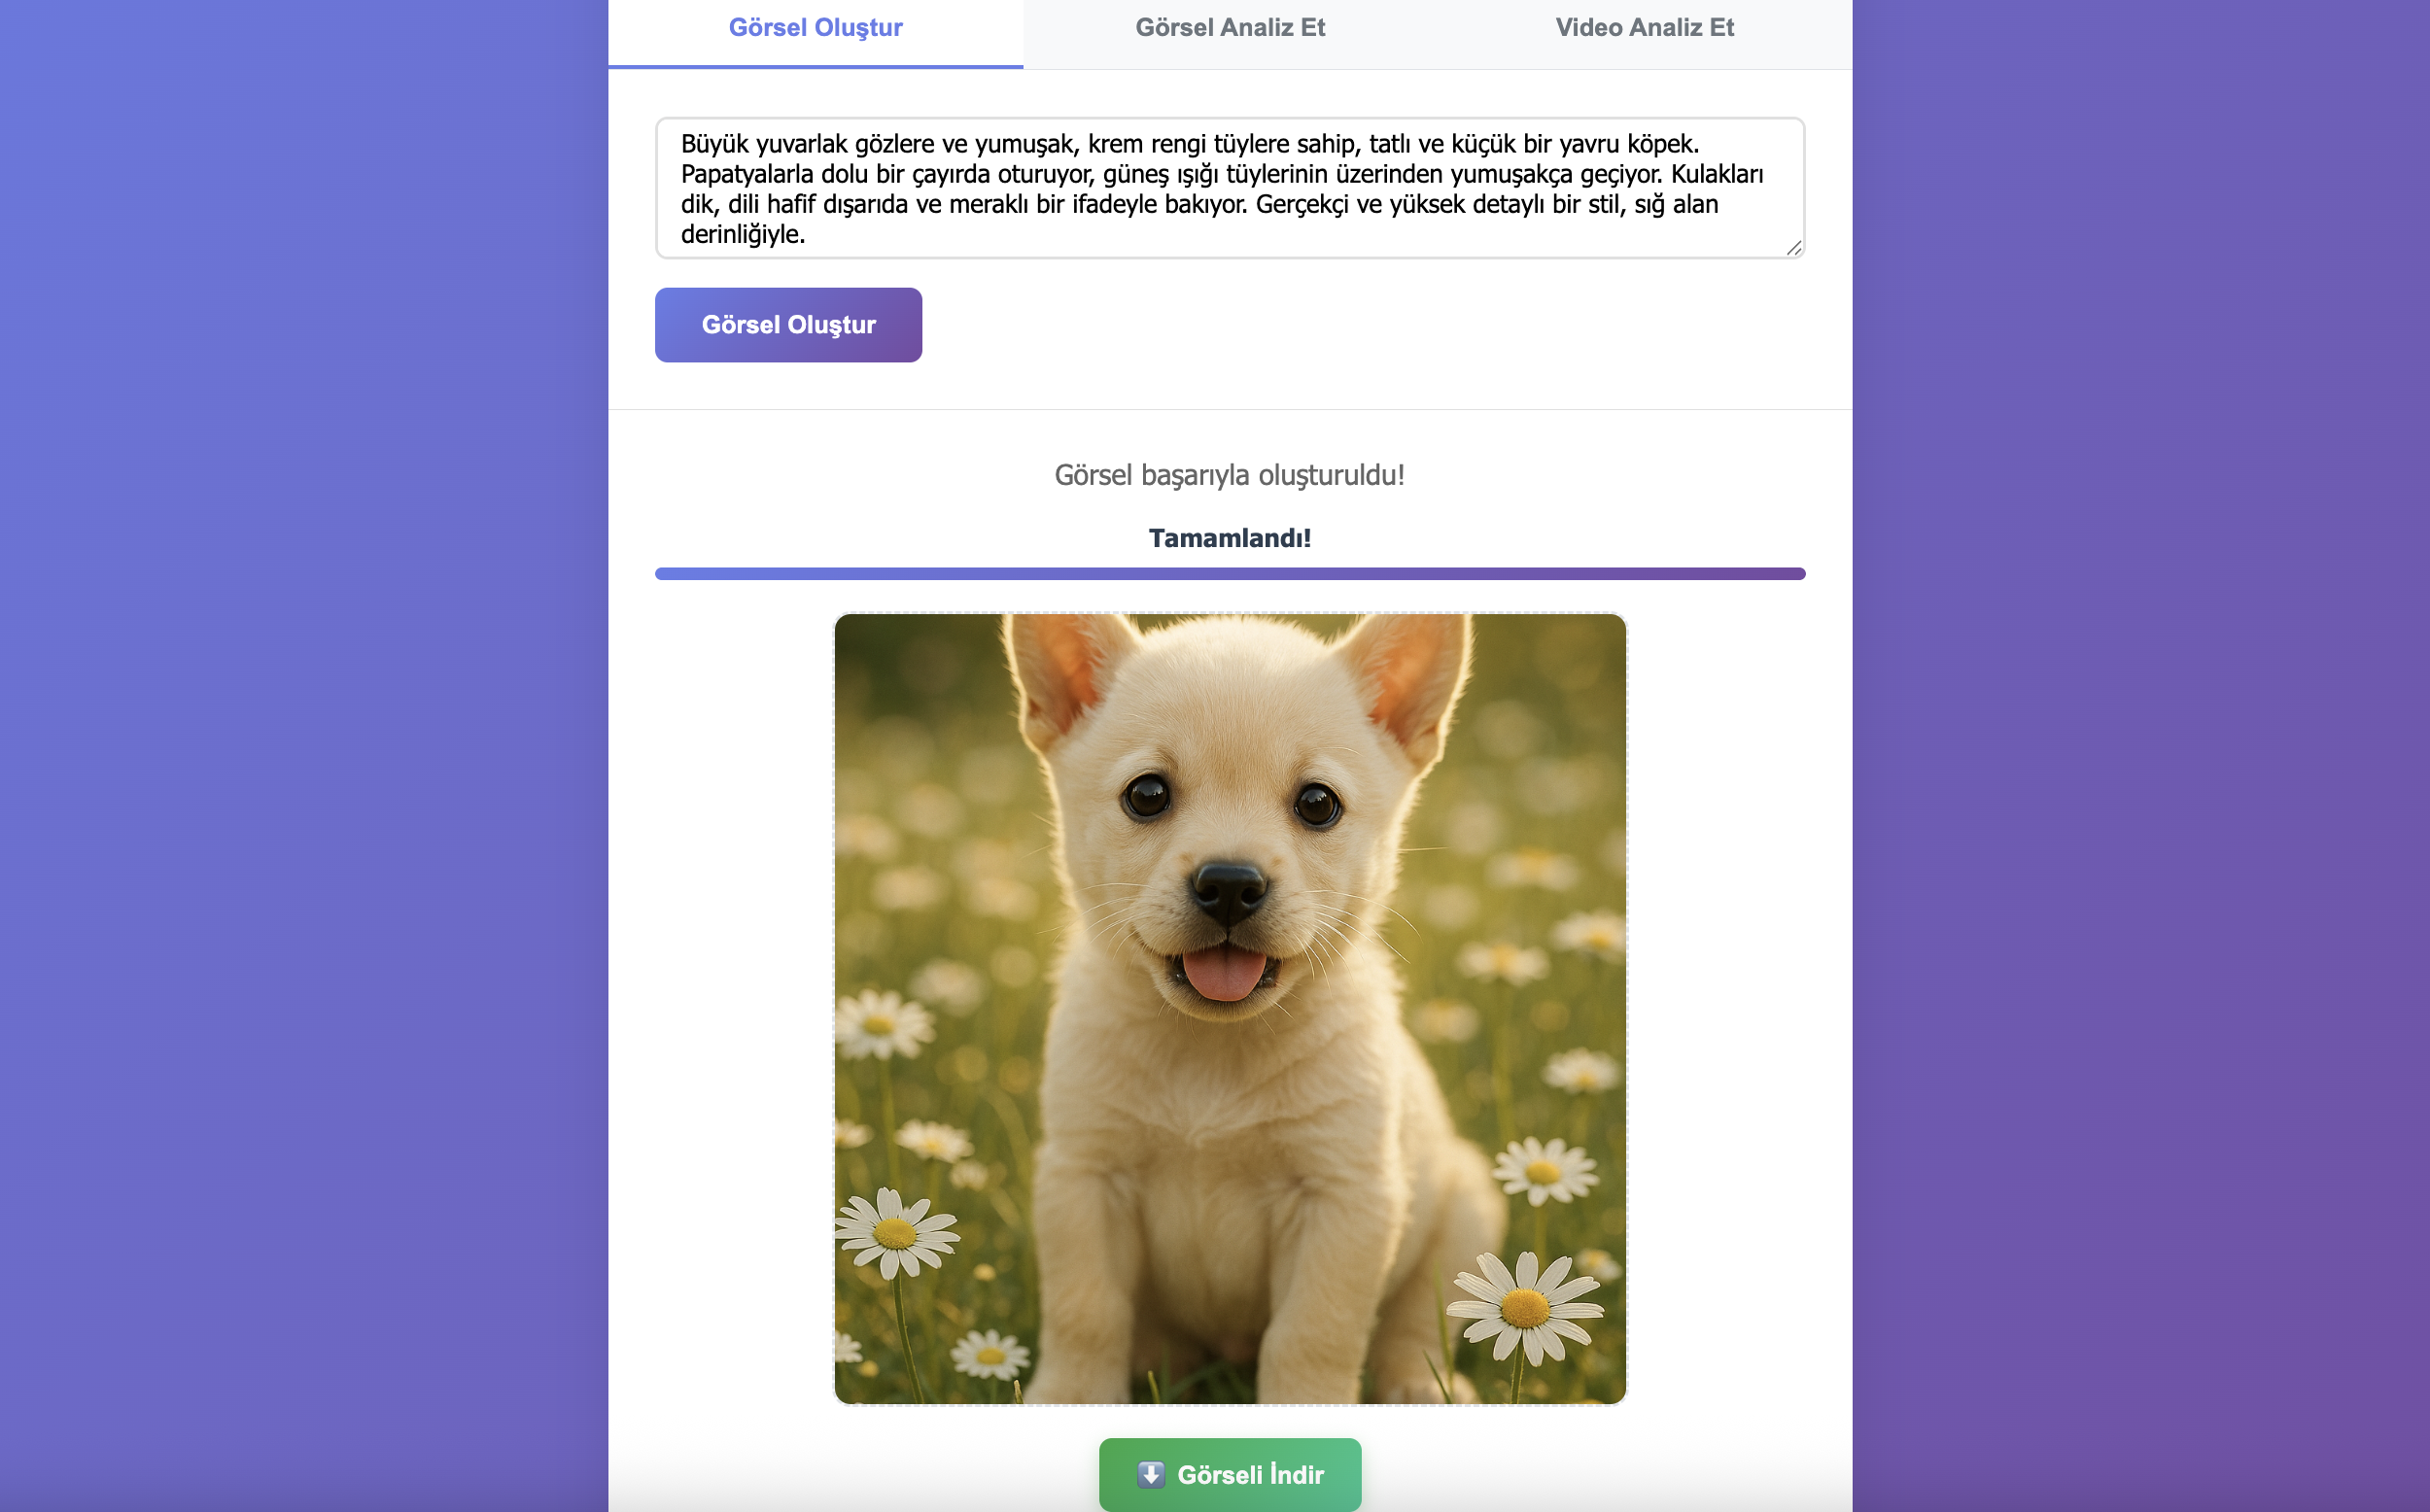 Görsel Oluştur
Görsel Analiz Et
Video Analiz Et
Büyük yuvarlak gözlere ve yumuşak, krem rengi tüylere sahip, tatlı ve küçük bir yavru köpek.
Papatyalarla dolu bir çayırda oturuyor, güneş ışığı tüylerinin üzerinden yumuşakça geçiyor. Kulakları
dik, dili hafif dışarıda ve meraklı bir ifadeyle bakıyor. Gerçekçi ve yüksek detaylı bir stil, sığ alan
derinliğiyle.
Görsel Oluştur
Görsel başarıyla oluşturuldu!
Tamamlandı!
Görseli İndir